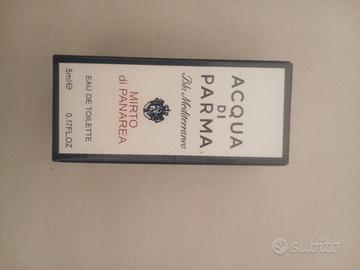 ACQUA
DI
PARMA
Blu Mediterraneo
MIRTO
di PANAREA
EAU DE TOILETTE
5ml e
0.17FL.OZ
subito